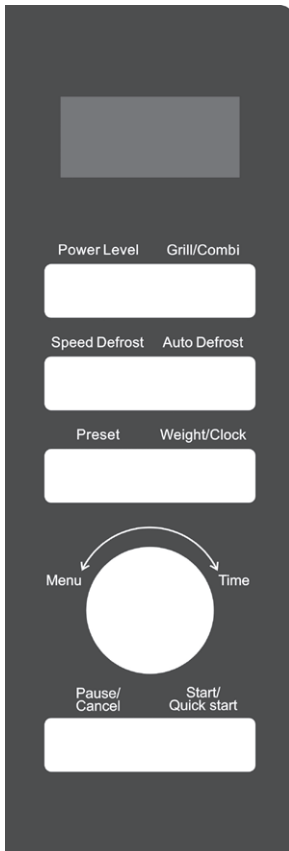 Power Level Grill/Combi
Speed Defrost Auto Defrost
Preset Weight/Clock
Menu Time
Pause/ Start/
Cancel Quick start